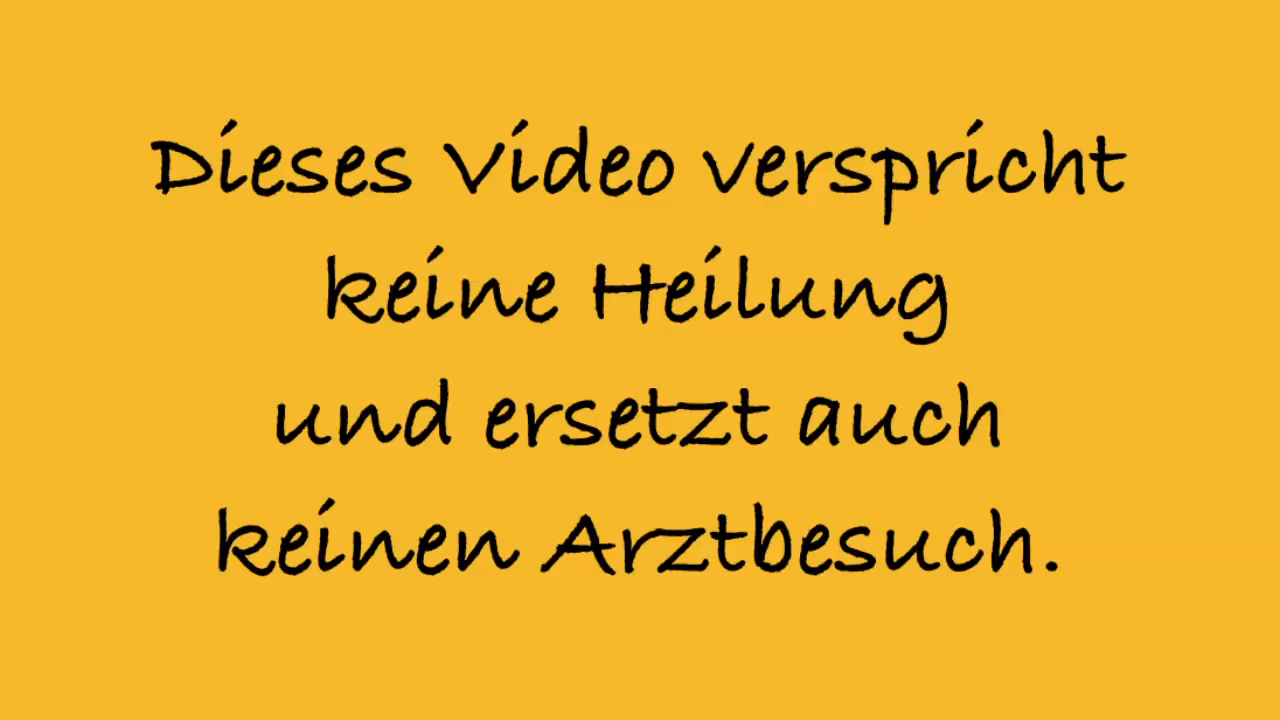 Dieses Video verspricht
keine Heilung
und ersetzt auch
keinen Arztbesuch.